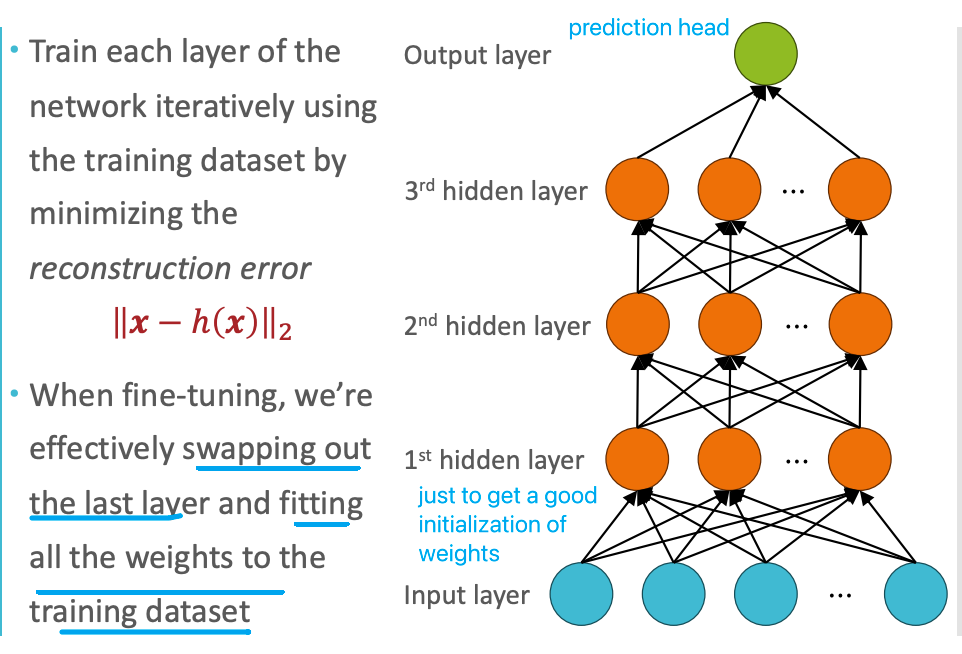 • Train each layer of the
network iteratively using
the training dataset by
minimizing the
reconstruction error
‖x − h(x)‖₂
• When fine-tuning, we’re
effectively swapping out
the last layer and fitting
all the weights to the
training dataset
prediction head
Output layer
3rd hidden layer
...
2nd hidden layer
...
1st hidden layer
...
just to get a good
initialization of
weights
Input layer
...